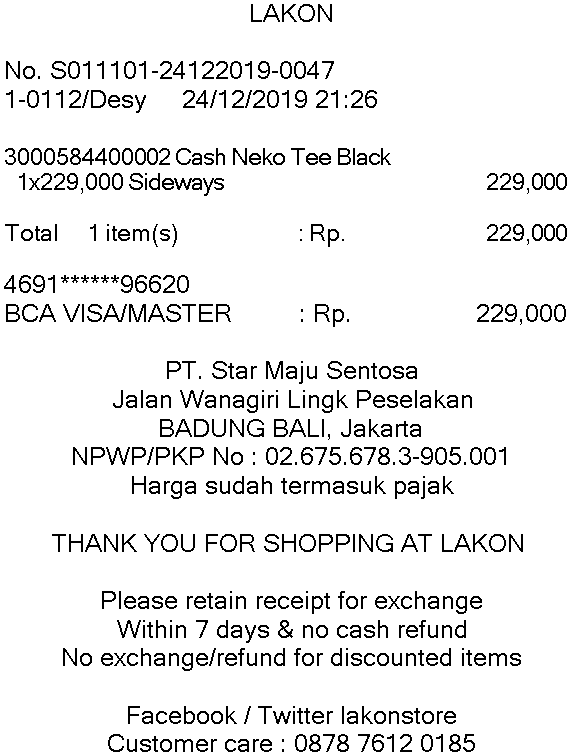 LAKON
No. S011101-24122019-0047
1-0112/Desy 24/12/2019 21:26
3000584400002 Cash Neko Tee Black
1x229,000 Sideways 229,000
Total 1 item(s) : Rp. 229,000
4691******96620
BCA VISA/MASTER : Rp. 229,000
PT. Star Maju Sentosa
Jalan Wanagiri Lingk Peselakan
BADUNG BALI, Jakarta
NPWP/PKP No : 02.675.678.3-905.001
Harga sudah termasuk pajak
THANK YOU FOR SHOPPING AT LAKON
Please retain receipt for exchange
Within 7 days & no cash refund
No exchange/refund for discounted items
Facebook / Twitter lakonstore
Customer care : 0878 7612 0185